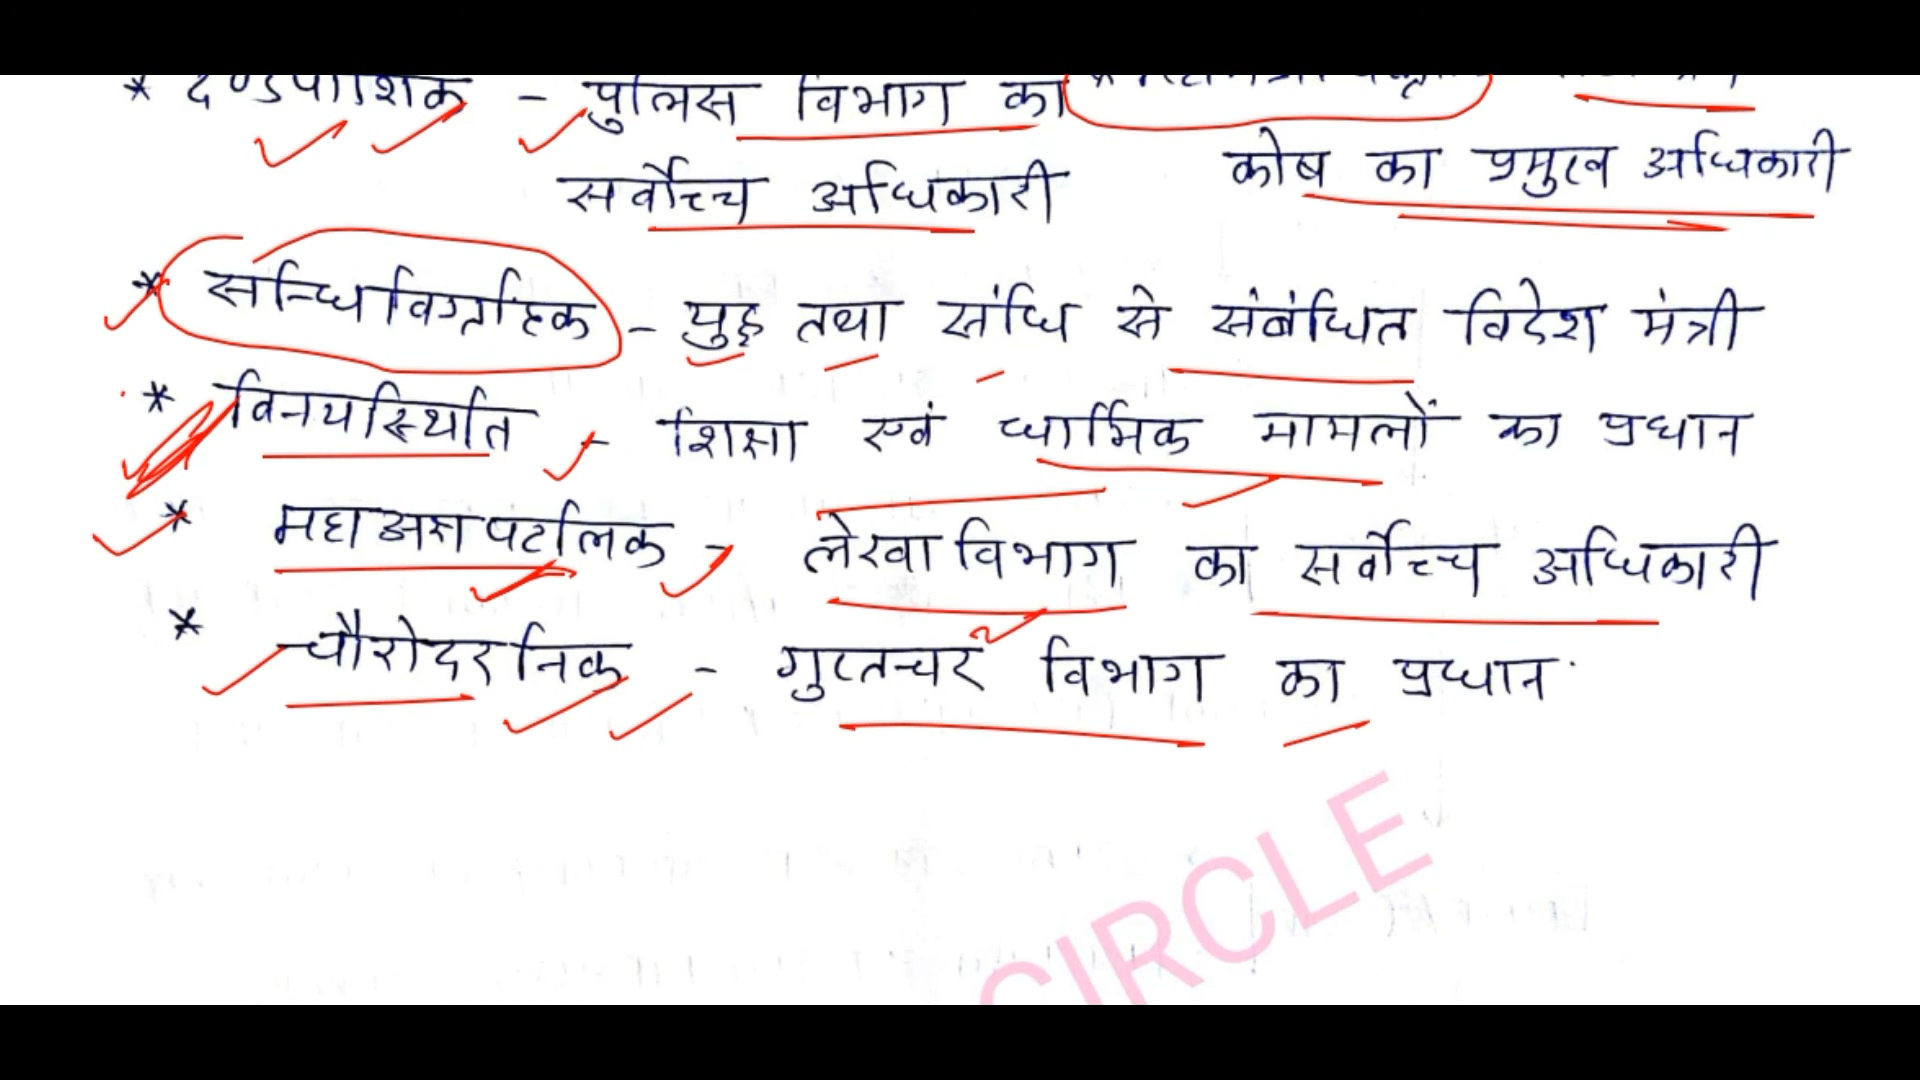 * दण्डपाशिक - पुलिस विभाग का
सर्वोच्च अधिकारी
कोष का प्रमुख अधिकारी
* सन्धिविग्रहिक - युद्ध तथा संधि से संबंधित विदेश मंत्री
* विनयस्थिति - शिक्षा एवं धार्मिक मामलों का प्रधान
* महाअक्षपटलिक - लेखा विभाग का सर्वोच्च अधिकारी
* चौरोदरनिक - गुप्तचर विभाग का प्रधान
CIRCLE